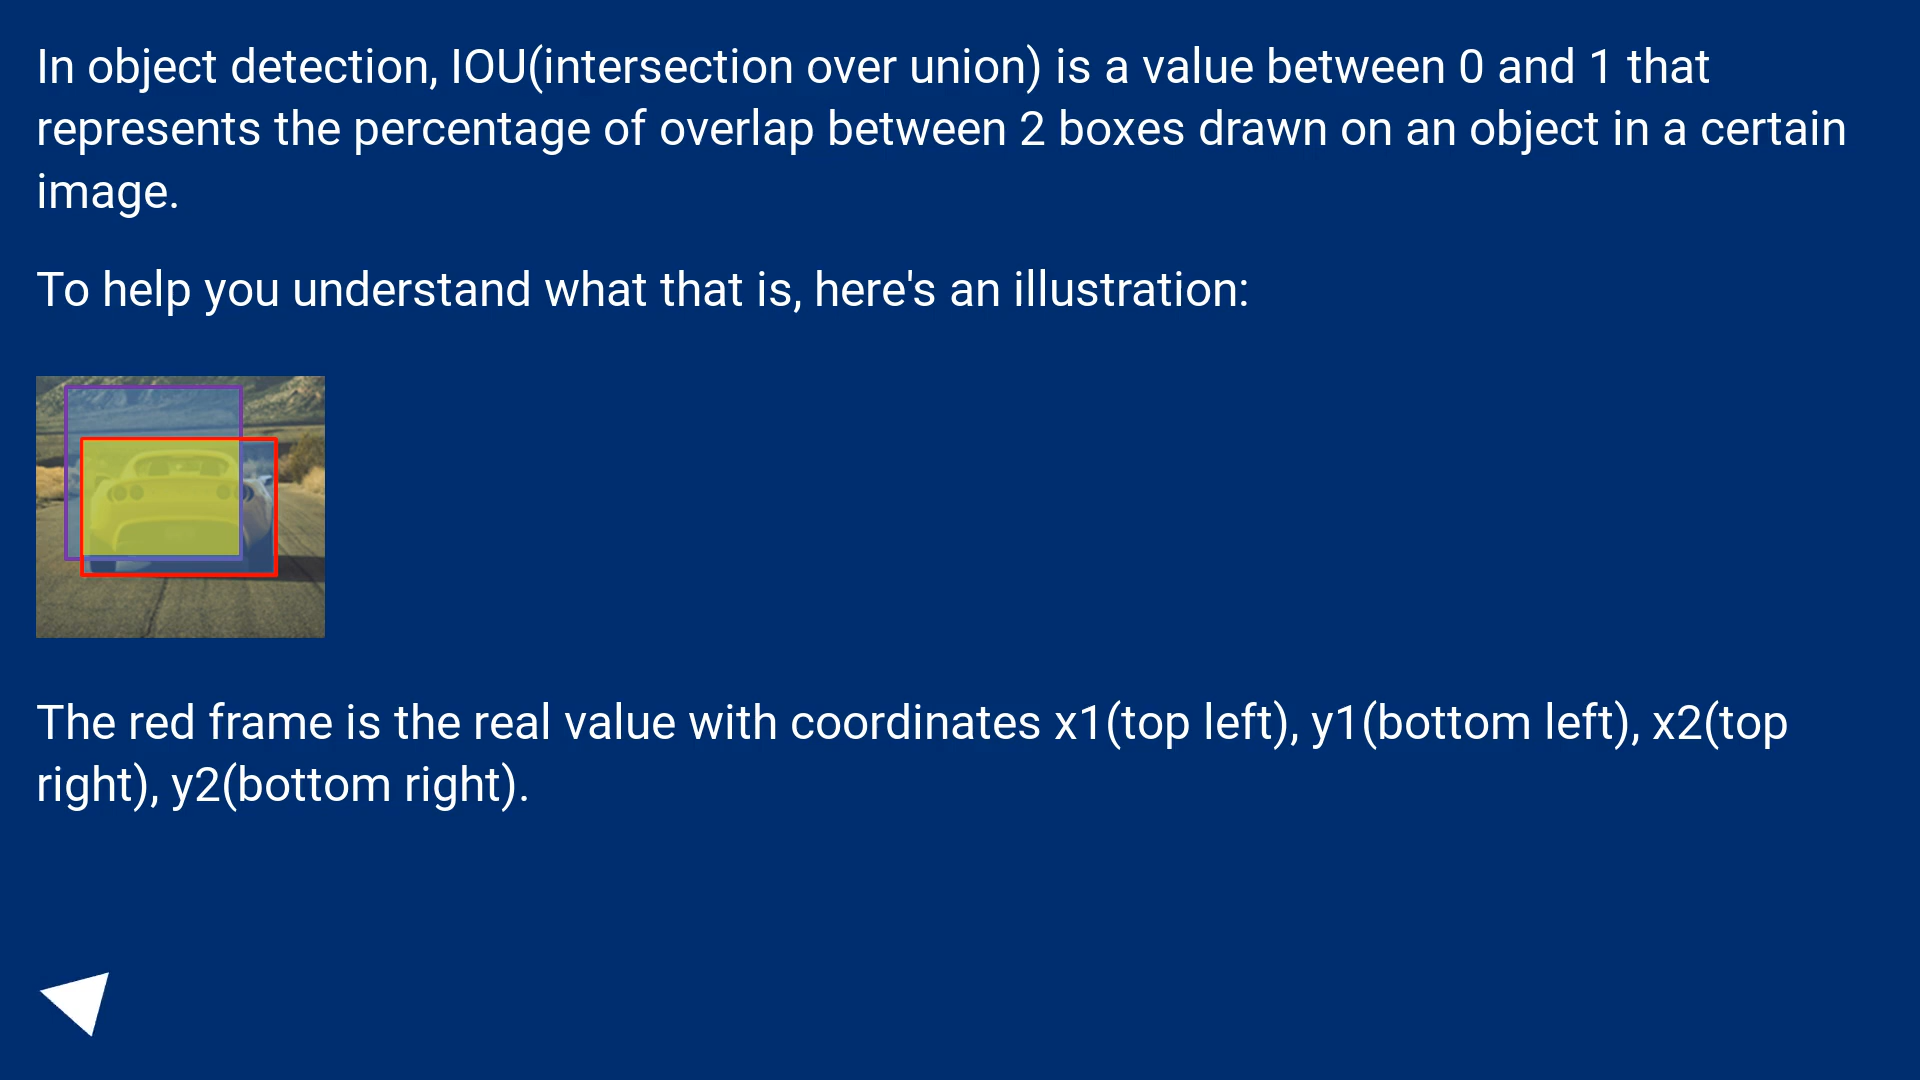 In object detection, IOU(intersection over union) is a value between 0 and 1 that
represents the percentage of overlap between 2 boxes drawn on an object in a certain
image.
To help you understand what that is, here's an illustration:
The red frame is the real value with coordinates x1(top left), y1(bottom left), x2(top
right), y2(bottom right).